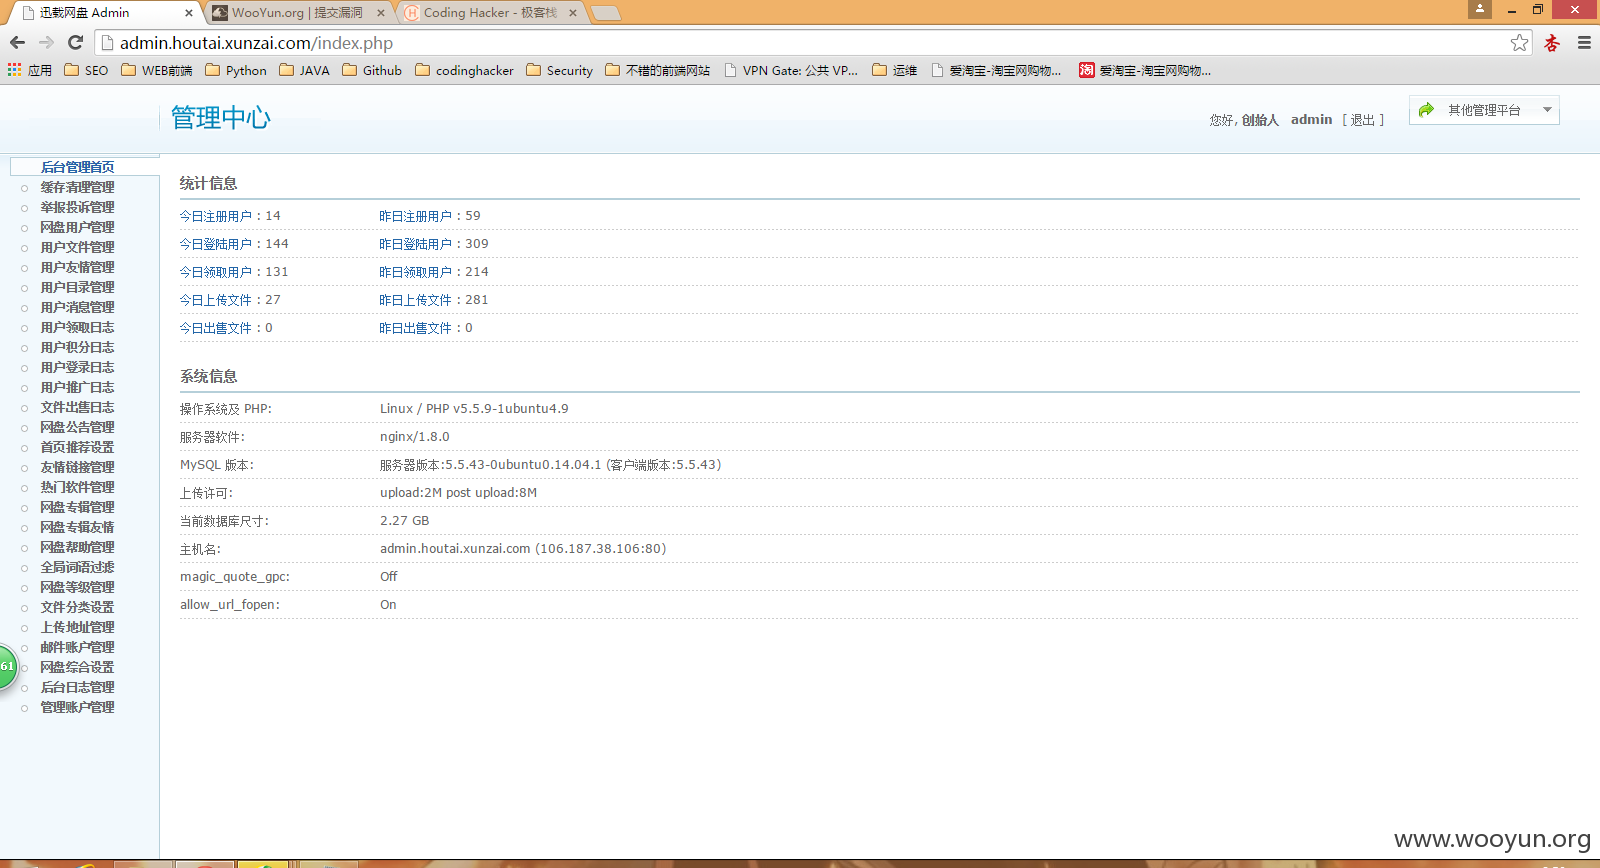 迅载网盘 Admin
WooYun.org | 提交漏洞
Coding Hacker - 极客栈
admin.houtai.xunzai.com/index.php
应用 SEO WEB前端 Python JAVA Github codinghacker Security 不错的前端网站 VPN Gate: 公共 VP... 运维 爱淘宝-淘宝网购物... 淘 爱淘宝-淘宝网购物...
管理中心
您好, 创始人 admin [ 退出 ]
其他管理平台
后台管理首页
缓存清理管理
举报投诉管理
网盘用户管理
用户文件管理
用户友情管理
用户目录管理
用户消息管理
用户领取日志
用户积分日志
用户登录日志
用户推广日志
文件出售日志
网盘公告管理
首页推荐设置
友情链接管理
热门软件管理
网盘专辑管理
网盘专辑友情
网盘帮助管理
全局词语过滤
网盘等级管理
文件分类设置
上传地址管理
邮件账户管理
网盘综合设置
后台日志管理
管理账户管理
61
统计信息
今日注册用户：14 昨日注册用户：59
今日登陆用户：144 昨日登陆用户：309
今日领取用户：131 昨日领取用户：214
今日上传文件：27 昨日上传文件：281
今日出售文件：0 昨日出售文件：0
系统信息
操作系统及 PHP: Linux / PHP v5.5.9-1ubuntu4.9
服务器软件: nginx/1.8.0
MySQL 版本: 服务器版本:5.5.43-0ubuntu0.14.04.1 (客户端版本:5.5.43)
上传许可: upload:2M post upload:8M
当前数据库尺寸: 2.27 GB
主机名: admin.houtai.xunzai.com (106.187.38.106:80)
magic_quote_gpc: Off
allow_url_fopen: On
www.wooyun.org